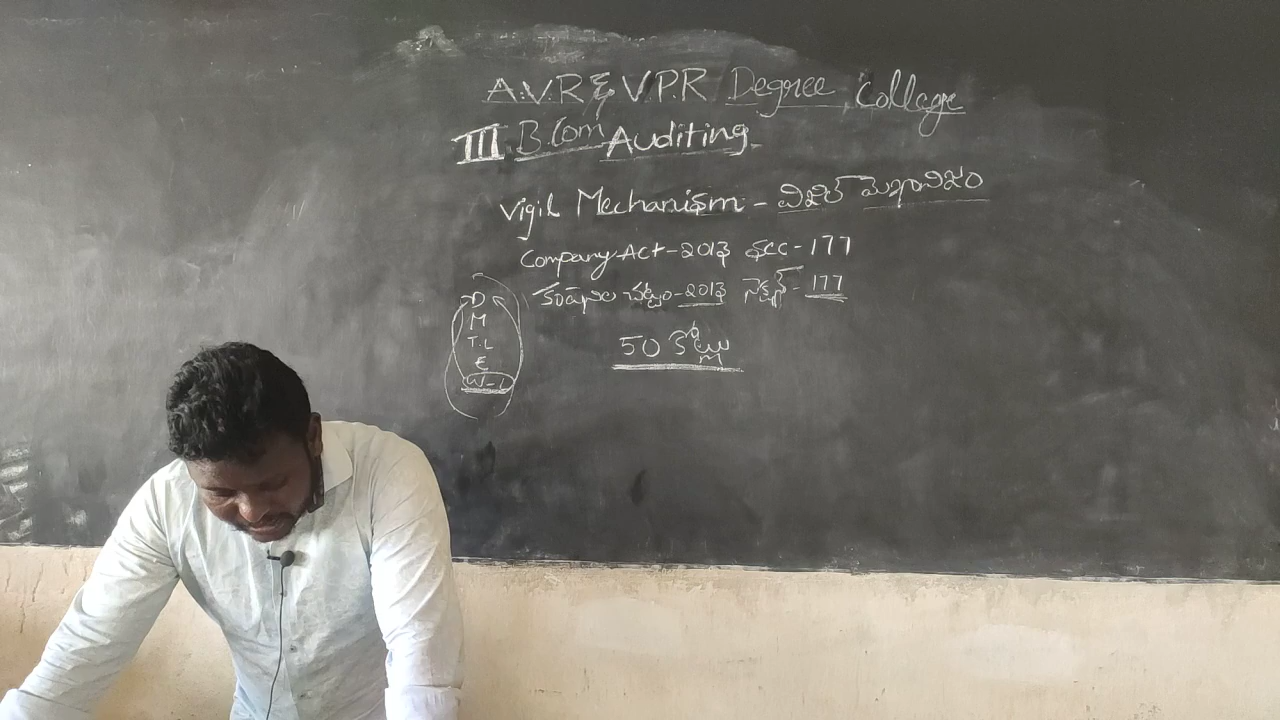 A.V.R & V.P.R Degree College
III B.Com Auditing
Vigil Mechanism - విజిల్ మెకానిజం
Company Act - 2013 Sec - 177
కంపెనీల చట్టం - 2013 సెక్షన్ - 177
50 కోట్లు
D
M
T.L
E
W-L